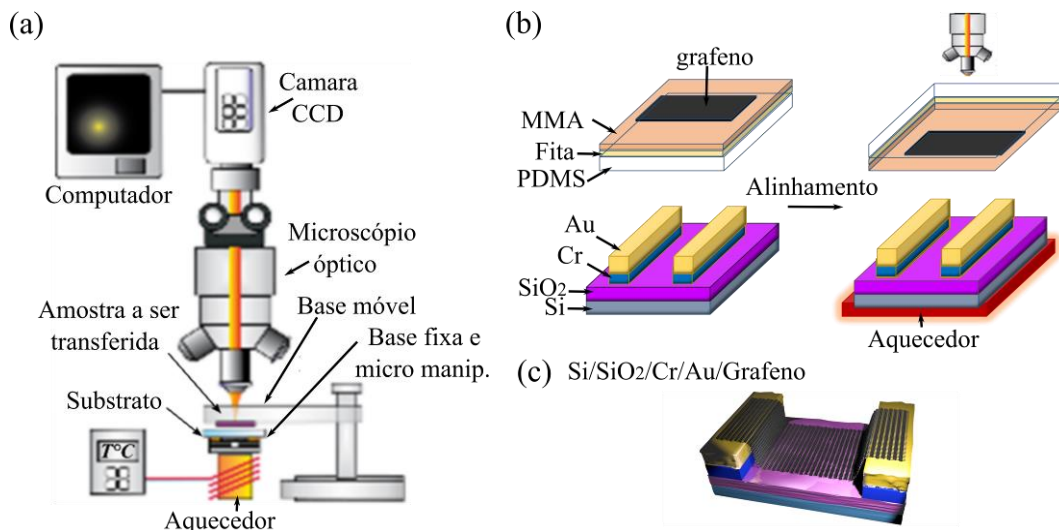 (a)
Camara
CCD
Computador
Microscópio
óptico
Amostra a ser
transferida
Base móvel
Base fixa e
micro manip.
Substrato
T°C
Aquecedor
(b)
grafeno
MMA
Fita
PDMS
Alinhamento
Au
Cr
SiO₂
Si
Aquecedor
(c) Si/SiO₂/Cr/Au/Grafeno